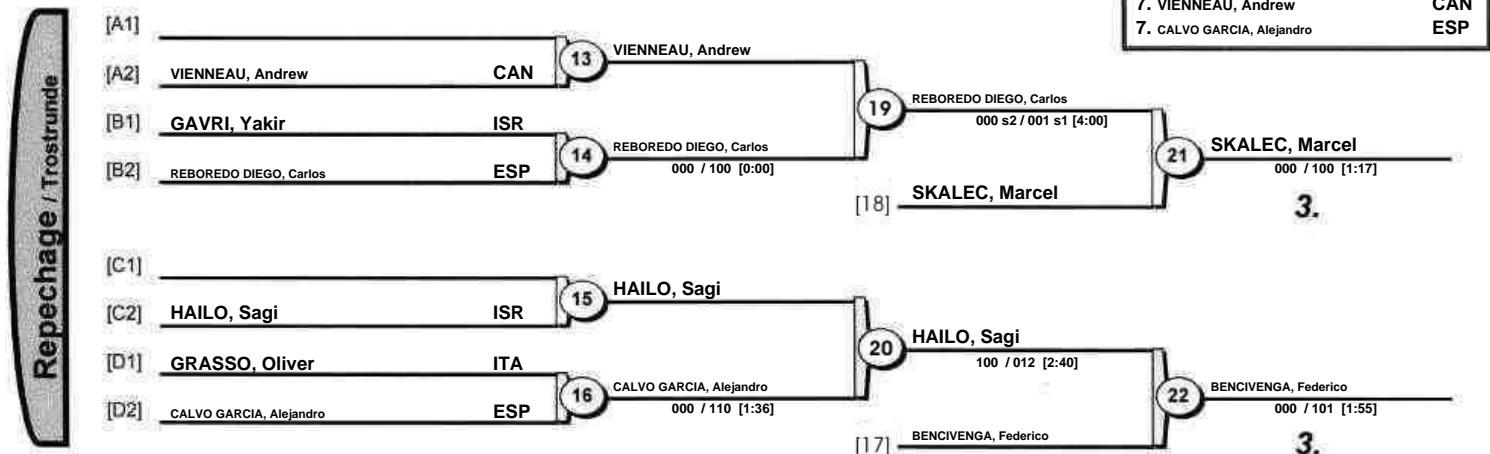 7. VIENNEAU, Andrew CAN
7. CALVO GARCIA, Alejandro ESP
Repechage / Trostrunde
[A1]
[A2] VIENNEAU, Andrew CAN
13 VIENNEAU, Andrew
[B1] GAVRI, Yakir ISR
[B2] REBOREDO DIEGO, Carlos ESP
14 REBOREDO DIEGO, Carlos
000 / 100 [0:00]
19 REBOREDO DIEGO, Carlos
000 s2 / 001 s1 [4:00]
[18] SKALEC, Marcel
21 SKALEC, Marcel
000 / 100 [1:17]
3.
[C1]
[C2] HAILO, Sagi ISR
15 HAILO, Sagi
[D1] GRASSO, Oliver ITA
[D2] CALVO GARCIA, Alejandro ESP
16 CALVO GARCIA, Alejandro
000 / 110 [1:36]
20 HAILO, Sagi
100 / 012 [2:40]
[17] BENCIVENGA, Federico
22 BENCIVENGA, Federico
000 / 101 [1:55]
3.